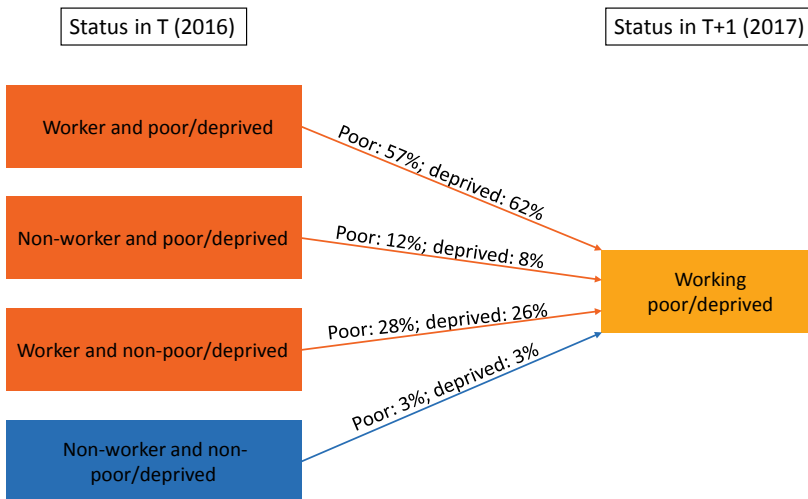 Status in T (2016)
Status in T+1 (2017)
Worker and poor/deprived
Poor: 57%; deprived: 62%
Non-worker and poor/deprived
Poor: 12%; deprived: 8%
Working
poor/deprived
Worker and non-poor/deprived
Poor: 28%; deprived: 26%
Poor: 3%; deprived: 3%
Non-worker and non-
poor/deprived